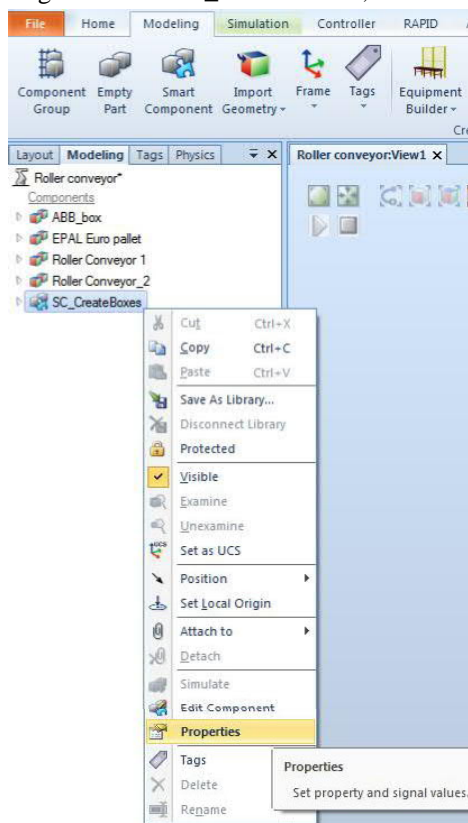 File Home Modeling Simulation Controller RAPID
Component Group Empty Part Smart Component Import Geometry Frame Tags Equipment Builder
Layout Modeling Tags Physics Roller conveyor:View1
Roller conveyor*
Components
ABB_box
EPAL Euro pallet
Roller Conveyor 1
Roller Conveyor_2
SC_CreateBoxes
Cut Ctrl+X
Copy Ctrl+C
Paste Ctrl+V
Save As Library...
Disconnect Library
Protected
Visible
Examine
Unexamine
UCS Set as UCS
Position
Set Local Origin
Attach to
Detach
Simulate
Edit Component
Properties
Tags
Properties
Delete
Set property and signal values.
Rename